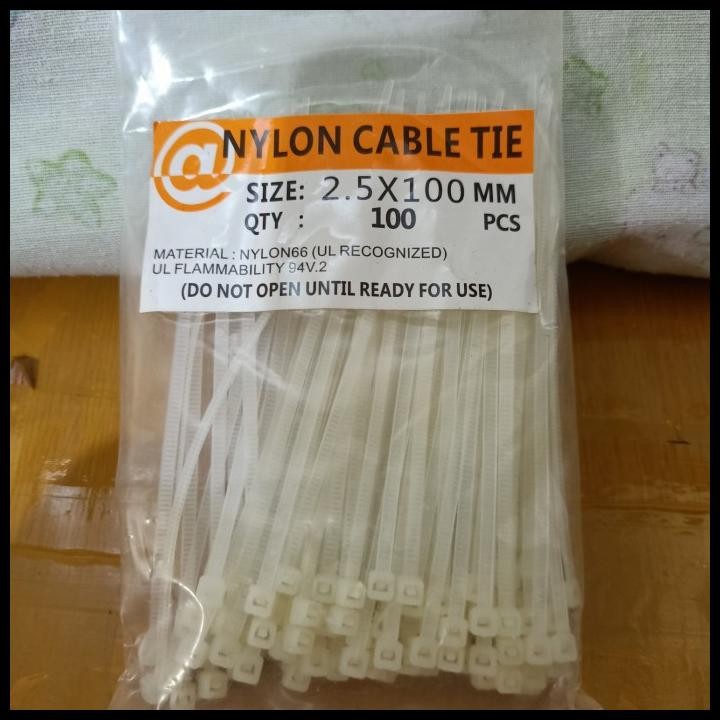 @ NYLON CABLE TIE
SIZE: 2.5X100 MM
QTY : 100 PCS
MATERIAL : NYLON66 (UL RECOGNIZED)
UL FLAMMABILITY 94V.2
(DO NOT OPEN UNTIL READY FOR USE)